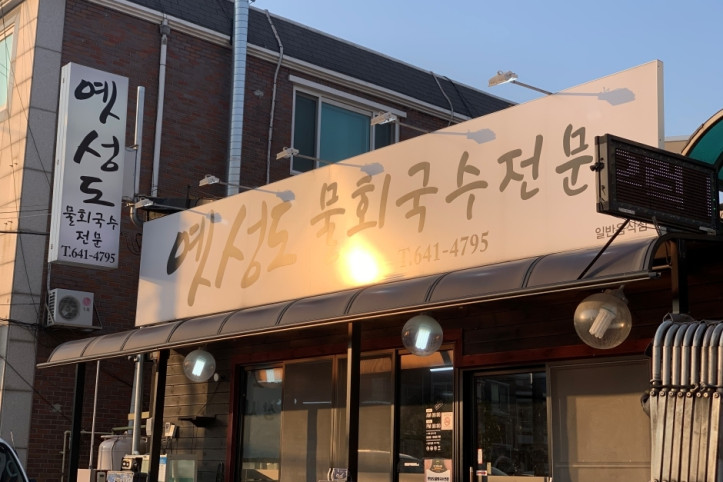 옛
성
도
물회국수
전문
T.641-4795
옛성도 물회국수전문
T.641-4795
일반음식점